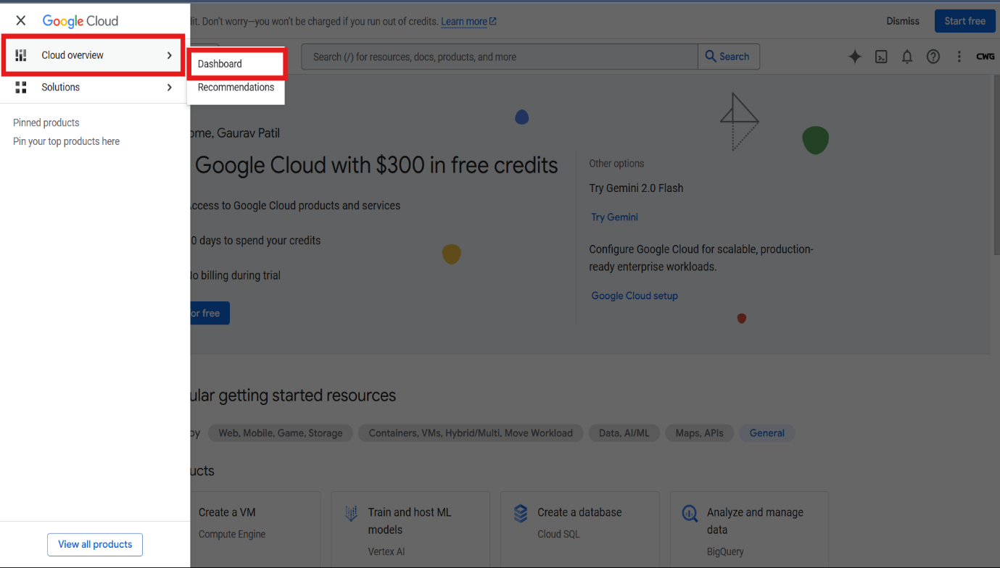 Google Cloud
dit. Don't worry—you won't be charged if you run out of credits. Learn more
Dismiss
Start free
Cloud overview
Dashboard
Search (/) for resources, docs, products, and more
Search
CWG
Solutions
Recommendations
Pinned products
Pin your top products here
ome, Gaurav Patil
Google Cloud with $300 in free credits
ccess to Google Cloud products and services
0 days to spend your credits
No billing during trial
or free
Other options
Try Gemini 2.0 Flash
Try Gemini
Configure Google Cloud for scalable, production-
ready enterprise workloads.
Google Cloud setup
ular getting started resources
by
Web, Mobile, Game, Storage
Containers, VMs, Hybrid/Multi, Move Workload
Data, AI/ML
Maps, APIs
General
ucts
Create a VM
Compute Engine
Train and host ML
models
Vertex AI
Create a database
Cloud SQL
Analyze and manage
data
BigQuery
View all products